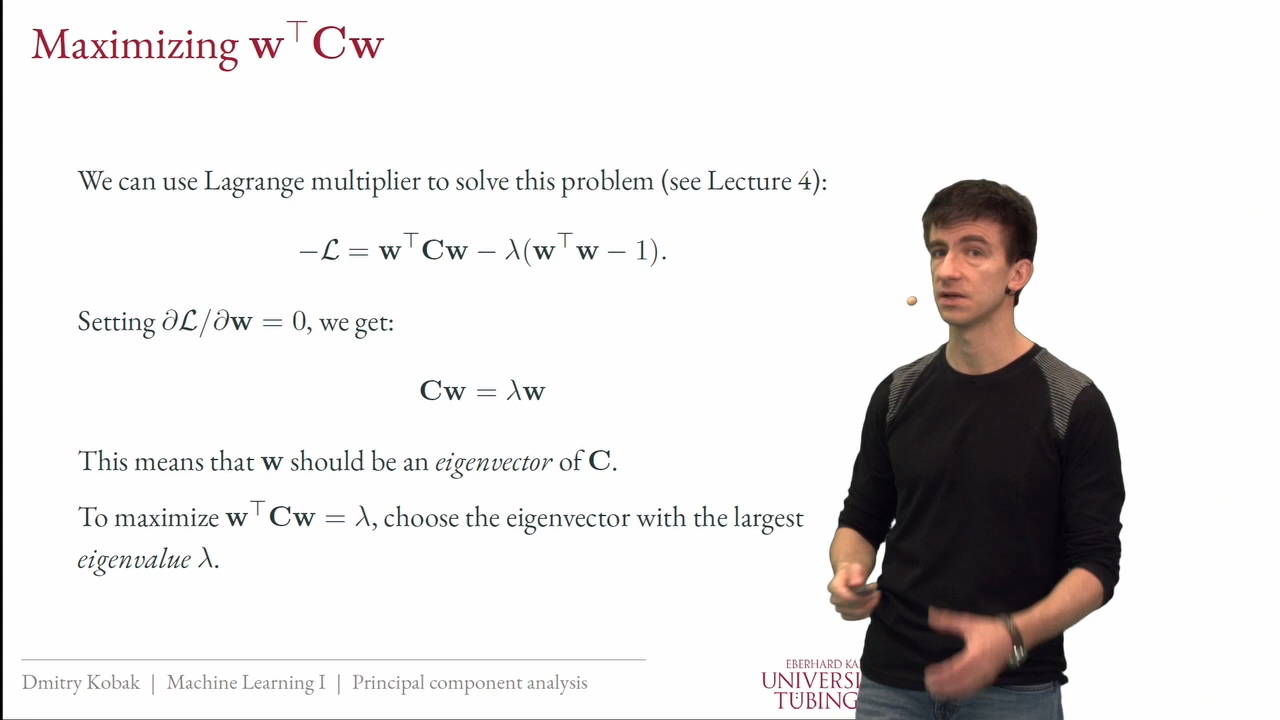 Maximizing w⊤Cw
We can use Lagrange multiplier to solve this problem (see Lecture 4):
−ℒ = w⊤Cw − λ(w⊤w − 1).
Setting ∂ℒ/∂w = 0, we get:
Cw = λw
This means that w should be an eigenvector of C.
To maximize w⊤Cw = λ, choose the eigenvector with the largest
eigenvalue λ.
Dmitry Kobak | Machine Learning I | Principal component analysis
EBERHARD
TÜBING